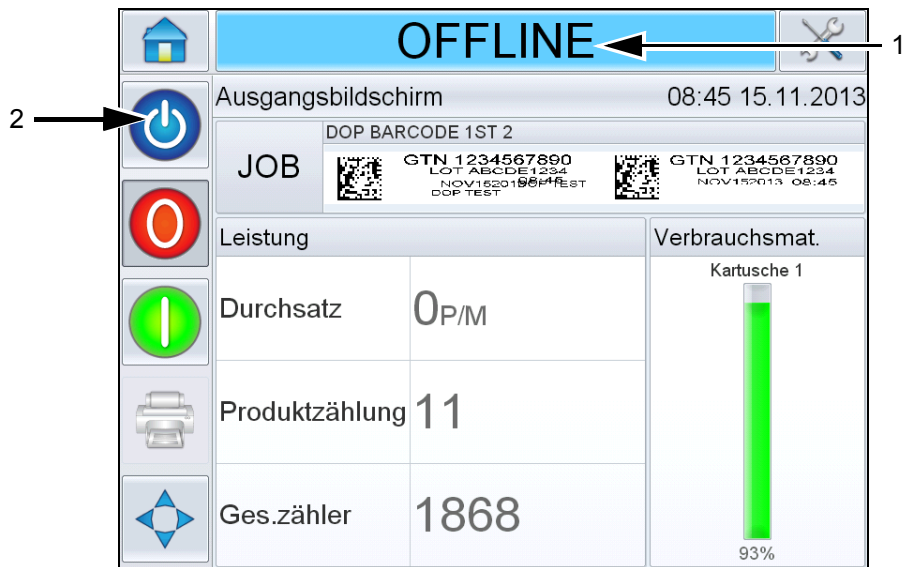 OFFLINE
1
Ausgangsbildschirm 08:45 15.11.2013
2
DOP BARCODE 1ST 2
JOB
GTN 1234567890
LOT ABCDE1234
DOP TEST
GTN 1234567890
LOT ABCDE1234
NOV152013 08:45
Leistung
Verbrauchsmat.
Kartusche 1
Durchsatz 0P/M
Produktzählung 11
Ges.zähler 1868
93%